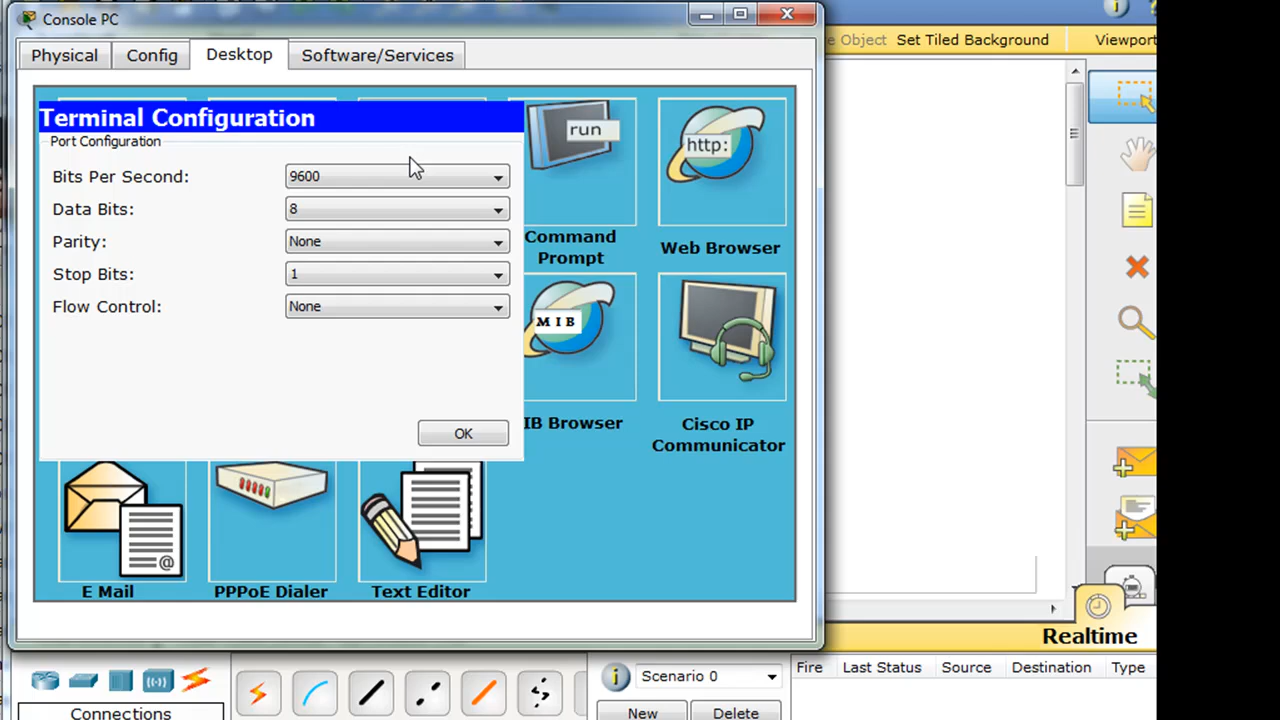 Console PC
e Object Set Tiled Background Viewport
Physical Config Desktop Software/Services
Terminal Configuration
Port Configuration
Bits Per Second: 9600
Data Bits: 8
Parity: None
Stop Bits: 1
Flow Control: None
OK
run
http:
Command
Prompt
Web Browser
MIB
IB Browser
Cisco IP
Communicator
@
E Mail
PPPoE Dialer
Text Editor
Realtime
Connections
Scenario 0
New Delete
Fire Last Status Source Destination Type